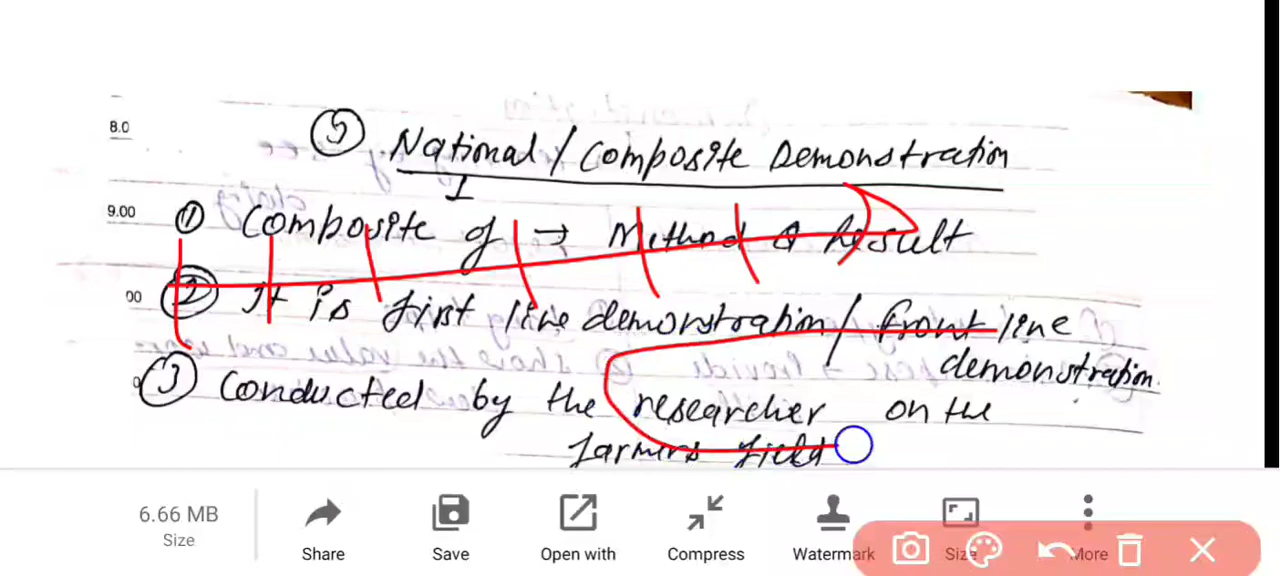 8.0
⑤ National / Composite Demonstration
9.00
① Composite of → Method & Result
00
② It is first line demonstration / front line
demonstration.
③ Conducted by the researcher on the
farmers field
6.66 MB
Size
Share
Save
Open with
Compress
Watermark
Size
More